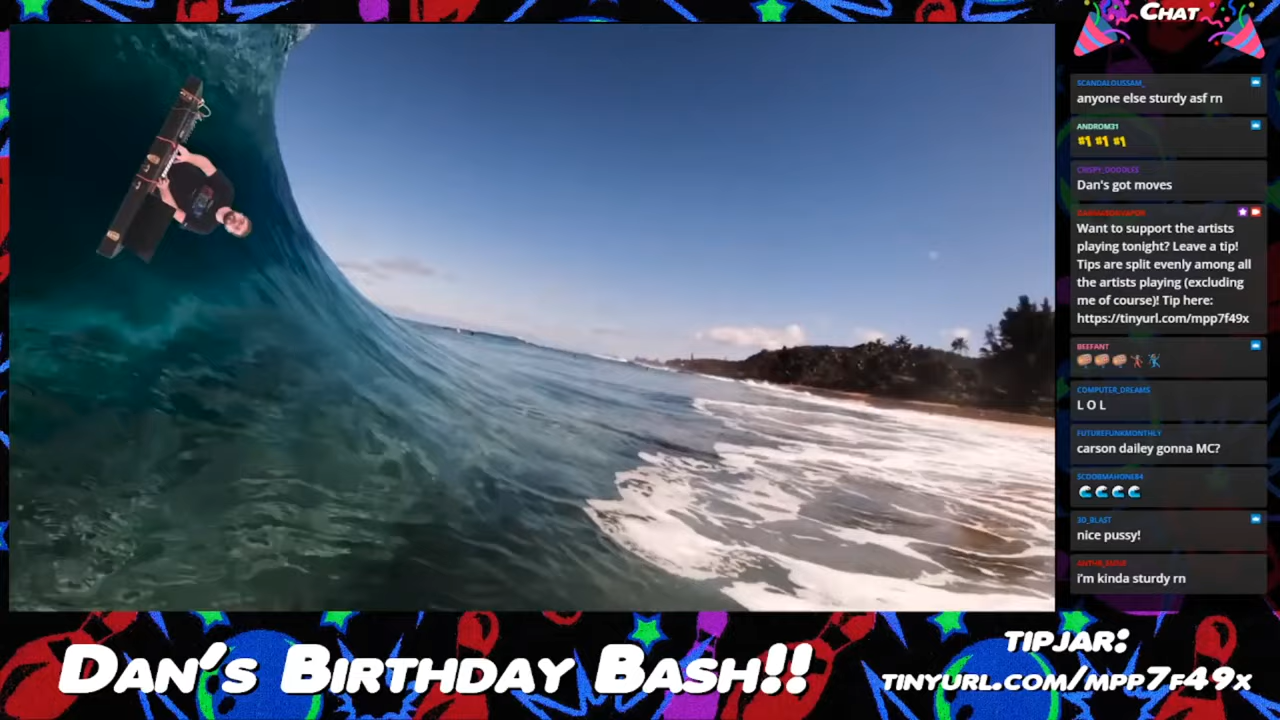 CHAT
SCANDALOUSSAM_
anyone else sturdy asf rn
ANDROM31
#1 #1 #1
CRISPY_DOODLEE
Dan's got moves
Want to support the artists
playing tonight? Leave a tip!
Tips are split evenly among all
the artists playing (excluding
me of course)! Tip here:
https://tinyurl.com/mpp7f49x
BEEFANT
COMPUTER_DREAMS
L O L
FUTUREFUNKMONTHLY
carson dailey gonna MC?
SCOOBMAHONE84
3D_BLAST
nice pussy!
i'm kinda sturdy rn
DAN'S BIRTHDAY BASH!!
TIPJAR:
TINYURL.COM/MPP7F49X